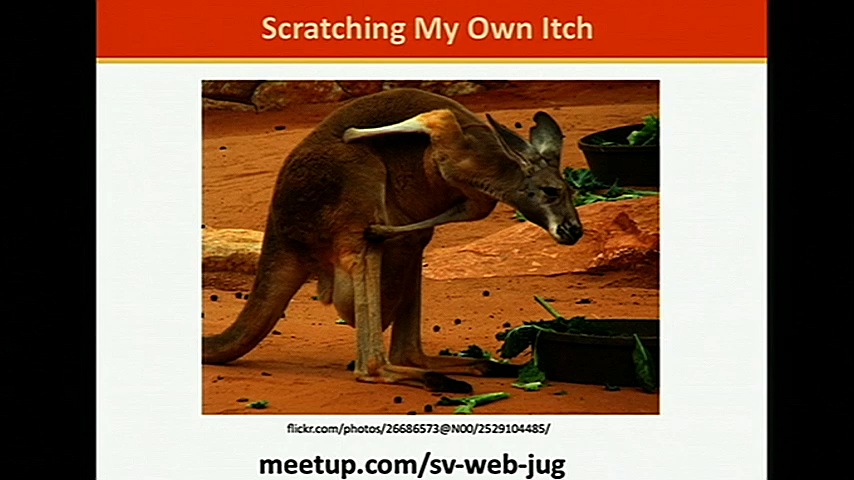 Scratching My Own Itch
flickr.com/photos/26686573@N00/2529104485/
meetup.com/sv-web-jug